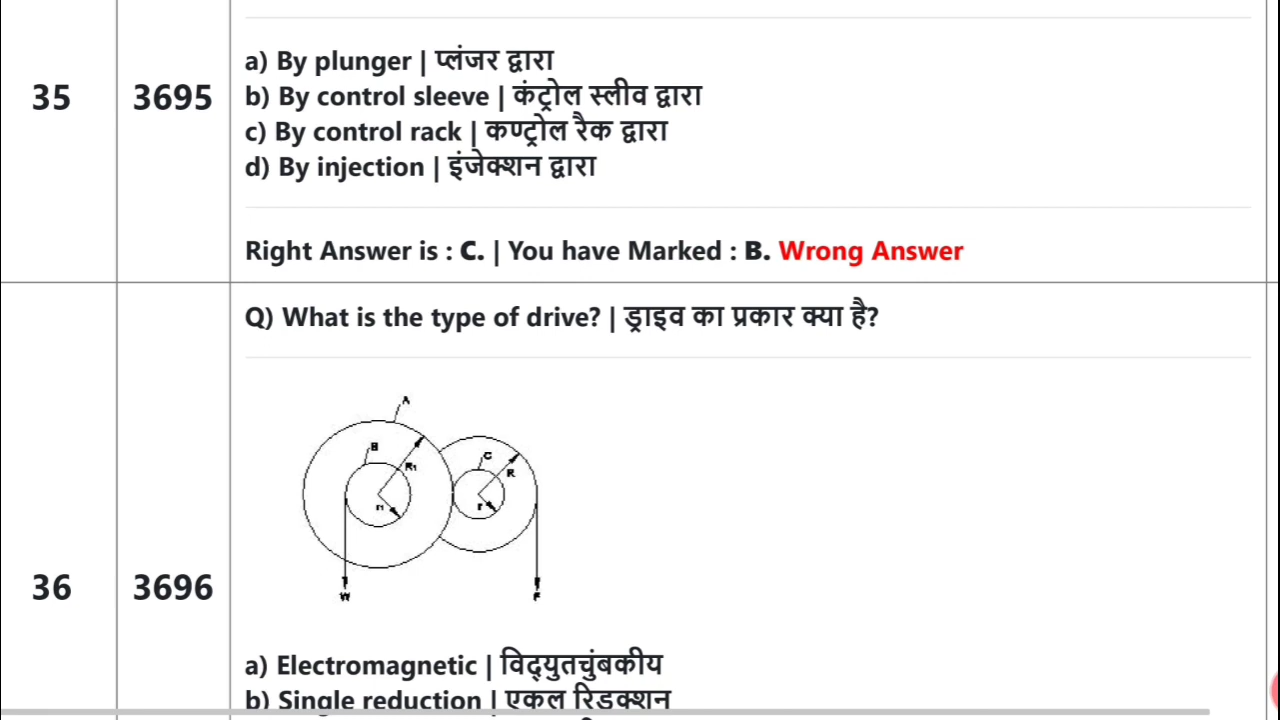 35
3695
a) By plunger | प्लंजर द्वारा
b) By control sleeve | कंट्रोल स्लीव द्वारा
c) By control rack | कण्ट्रोल रैक द्वारा
d) By injection | इंजेक्शन द्वारा
Right Answer is : C. | You have Marked : B. Wrong Answer
Q) What is the type of drive? | ड्राइव का प्रकार क्या है?
A
B
R1
r1
C
R
r
W
F
36
3696
a) Electromagnetic | विद्युतचुंबकीय
b) Single reduction | एकल रिडक्शन